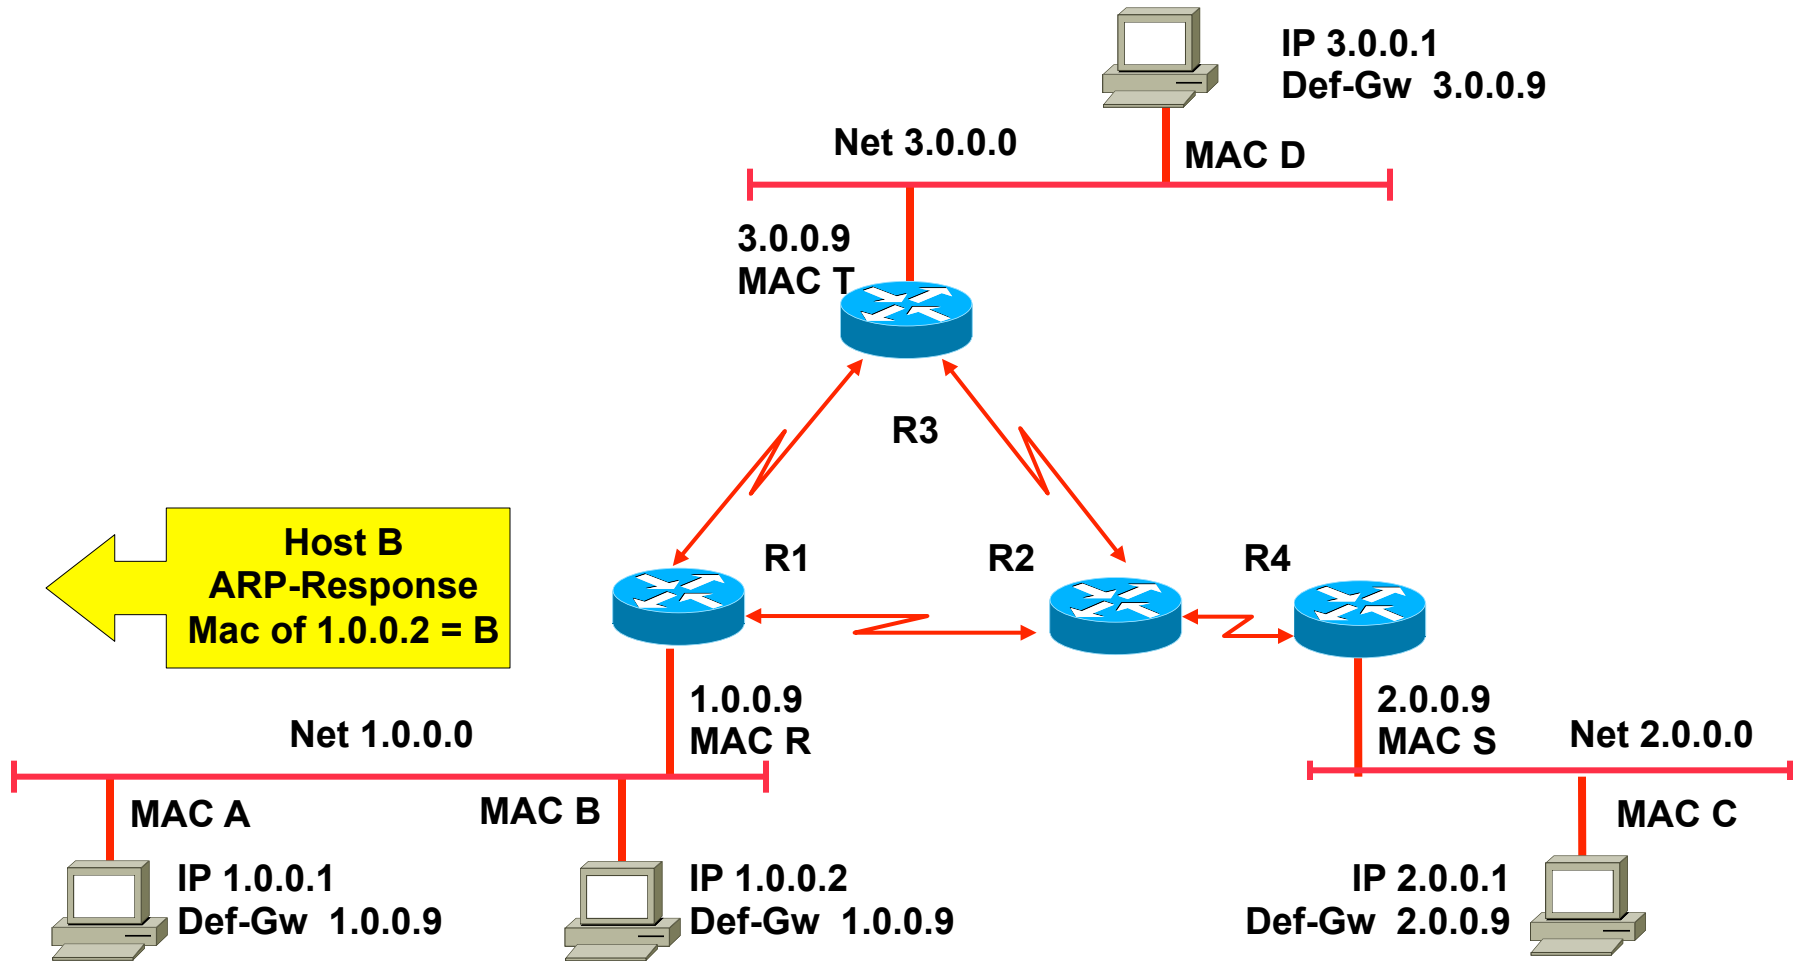 IP 3.0.0.1
Def-Gw  3.0.0.9
Net 3.0.0.0
MAC D
3.0.0.9
MAC T
R3
Host B
ARP-Response
Mac of 1.0.0.2 = B
R1
R2
R4
1.0.0.9
MAC R
2.0.0.9
MAC S
Net 1.0.0.0
Net 2.0.0.0
MAC A
MAC B
MAC C
IP 1.0.0.1
Def-Gw  1.0.0.9
IP 1.0.0.2
Def-Gw  1.0.0.9
IP 2.0.0.1
Def-Gw  2.0.0.9